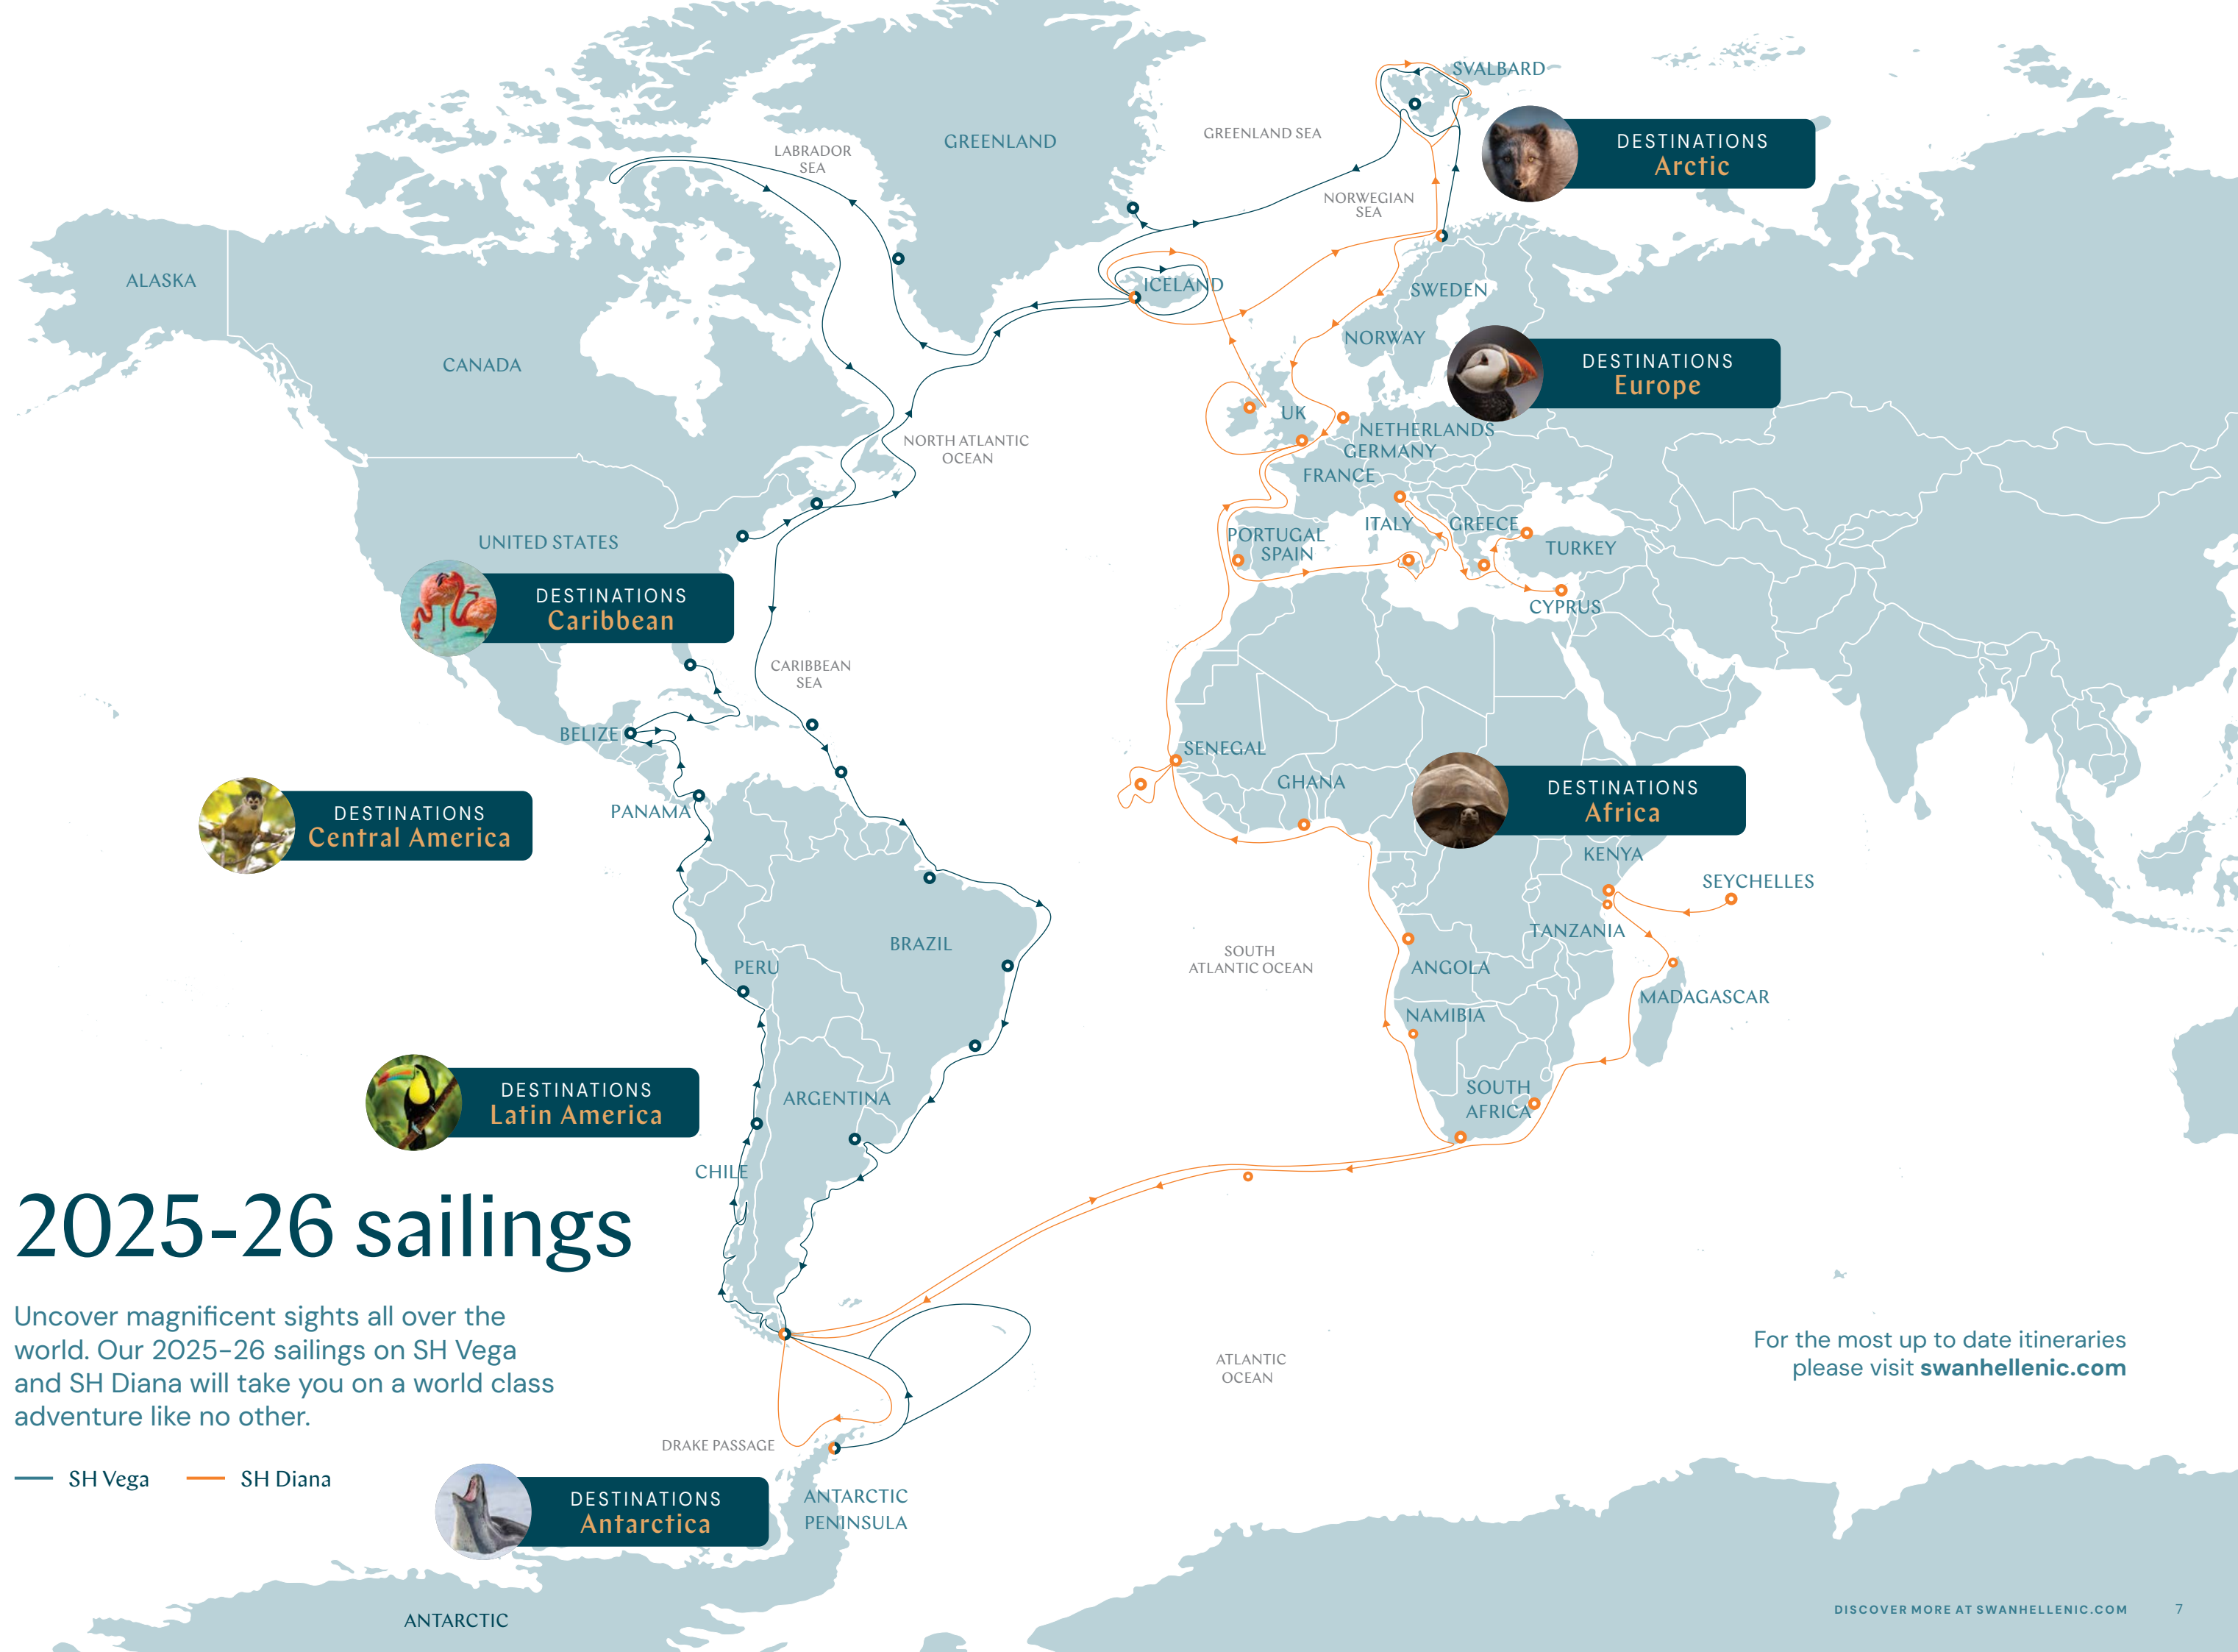 SVALBARD
GREENLAND SEA
DESTINATIONS
Arctic
GREENLAND
LABRADOR
SEA
NORWEGIAN
SEA
ALASKA
ICELAND
SWEDEN
NORWAY
CANADA
DESTINATIONS
Europe
UK
NETHERLANDS
GERMANY
FRANCE
NORTH ATLANTIC
OCEAN
ITALY
GREECE
PORTUGAL
SPAIN
TURKEY
UNITED STATES
CYPRUS
DESTINATIONS
Caribbean
CARIBBEAN
SEA
BELIZE
SENEGAL
GHANA
DESTINATIONS
Africa
PANAMA
DESTINATIONS
Central America
KENYA
SEYCHELLES
TANZANIA
BRAZIL
SOUTH
ATLANTIC OCEAN
PERU
ANGOLA
MADAGASCAR
NAMIBIA
DESTINATIONS
Latin America
ARGENTINA
SOUTH
AFRICA
CHILE
2025-26 sailings
Uncover magnificent sights all over the
world. Our 2025-26 sailings on SH Vega
and SH Diana will take you on a world class
adventure like no other.
SH Vega
SH Diana
For the most up to date itineraries
please visit swanhellenic.com
ATLANTIC
OCEAN
DRAKE PASSAGE
DESTINATIONS
Antarctica
ANTARCTIC
PENINSULA
ANTARCTIC
DISCOVER MORE AT SWANHELLENIC.COM 7